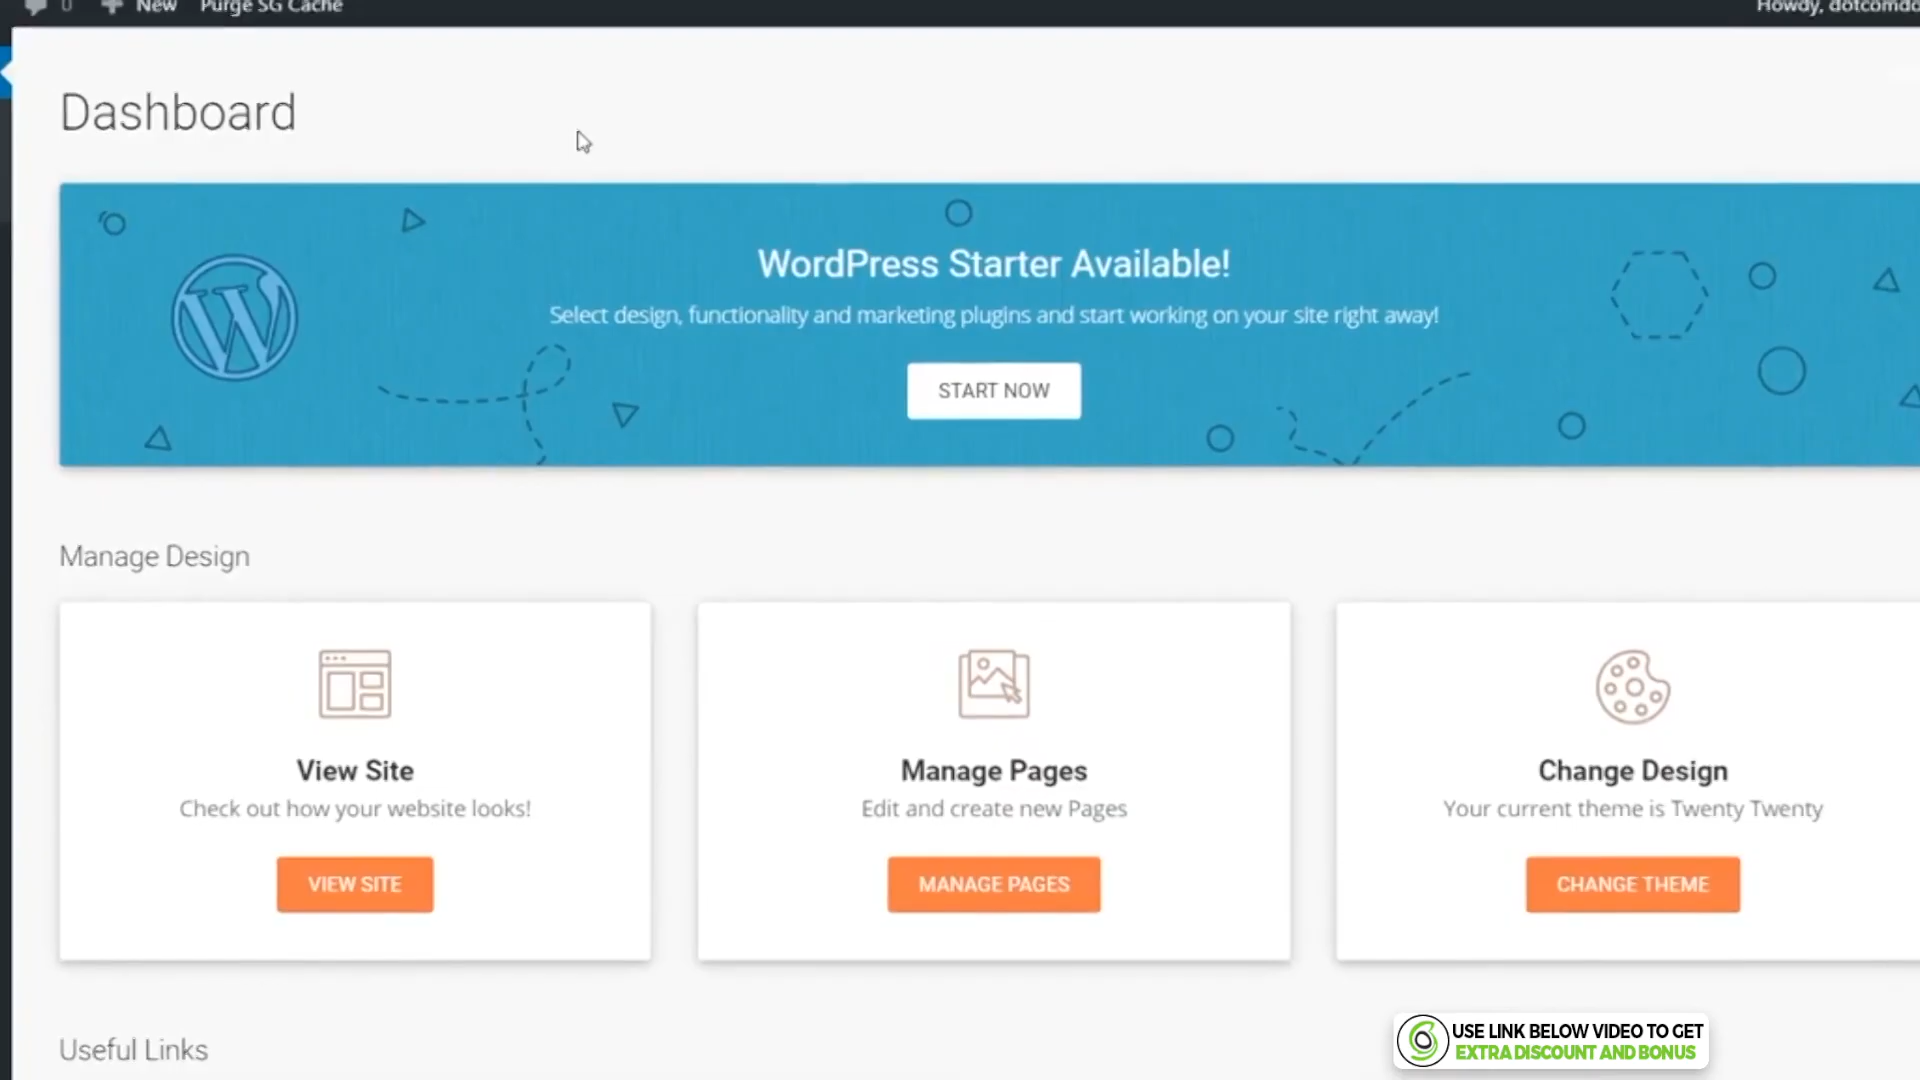 0 New Purge SG Cache
Howdy, dotcomdo
Dashboard
WordPress Starter Available!
Select design, functionality and marketing plugins and start working on your site right away!
START NOW
Manage Design
View Site
Check out how your website looks!
VIEW SITE
Manage Pages
Edit and create new Pages
MANAGE PAGES
Change Design
Your current theme is Twenty Twenty
CHANGE THEME
Useful Links
USE LINK BELOW VIDEO TO GET
EXTRA DISCOUNT AND BONUS